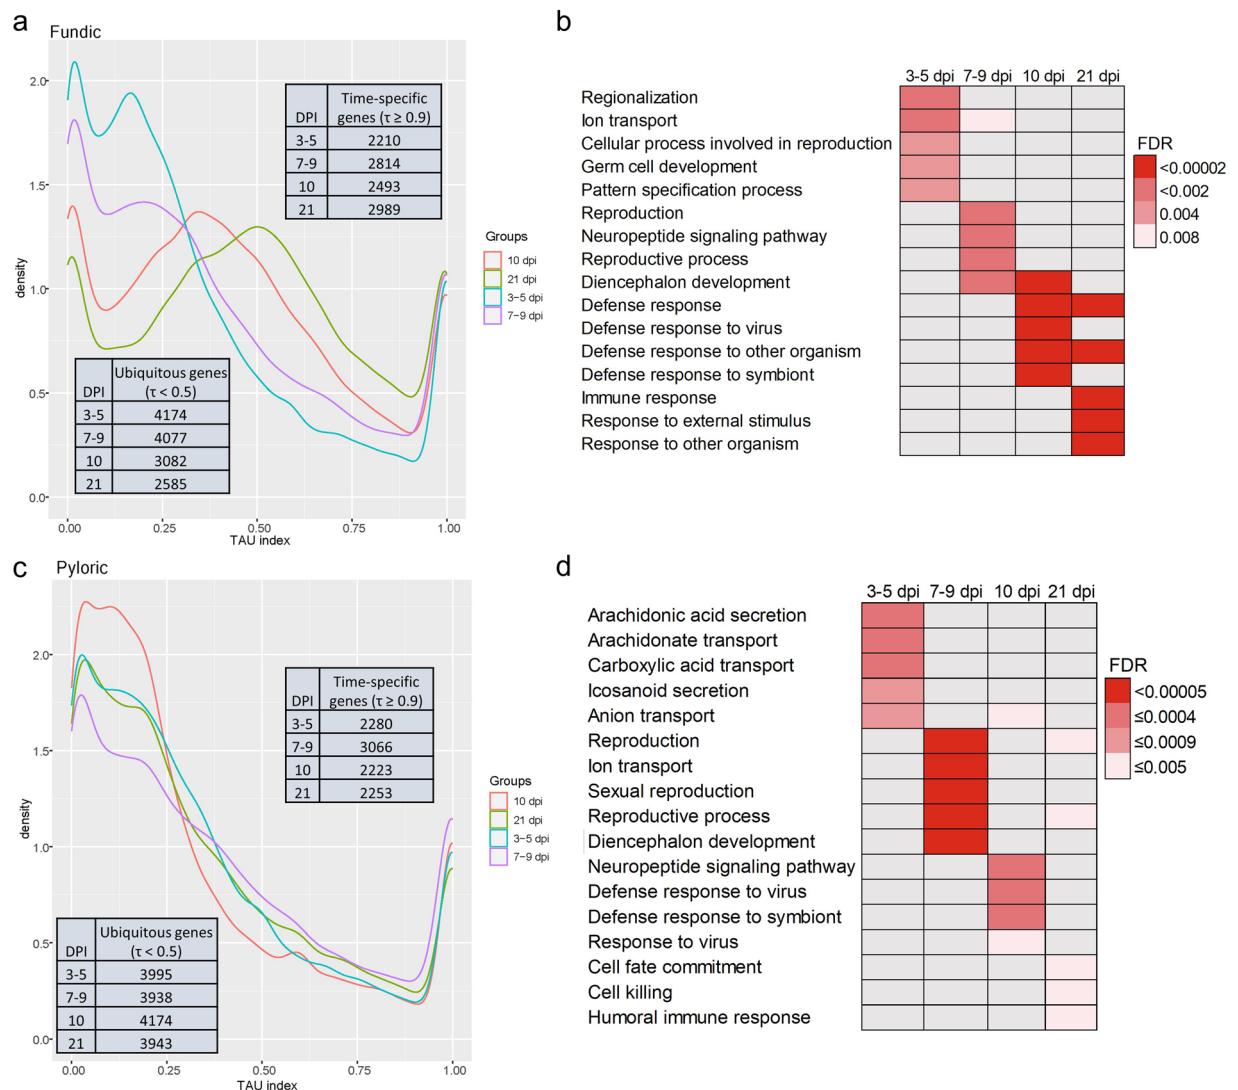 a
Fundic
2.0
1.5
1.0
0.5
0.0
density
0.00 0.25 0.50 0.75 1.00
TAU index
DPI Time-specific
genes (τ ≥ 0.9)
3-5 2210
7-9 2814
10 2493
21 2989
DPI Ubiquitous genes
(τ < 0.5)
3-5 4174
7-9 4077
10 3082
21 2585
Groups
10 dpi
21 dpi
3−5 dpi
7−9 dpi
b
3-5 dpi 7-9 dpi 10 dpi 21 dpi
Regionalization
Ion transport
Cellular process involved in reproduction
Germ cell development
Pattern specification process
Reproduction
Neuropeptide signaling pathway
Reproductive process
Diencephalon development
Defense response
Defense response to virus
Defense response to other organism
Defense response to symbiont
Immune response
Response to external stimulus
Response to other organism
FDR
<0.00002
<0.002
0.004
0.008
c
Pyloric
2.0
1.5
1.0
0.5
0.0
density
0.00 0.25 0.50 0.75 1.00
TAU index
DPI Time-specific
genes (τ ≥ 0.9)
3-5 2280
7-9 3066
10 2223
21 2253
DPI Ubiquitous genes
(τ < 0.5)
3-5 3995
7-9 3938
10 4174
21 3943
Groups
10 dpi
21 dpi
3−5 dpi
7−9 dpi
d
3-5 dpi 7-9 dpi 10 dpi 21 dpi
Arachidonic acid secretion
Arachidonate transport
Carboxylic acid transport
Icosanoid secretion
Anion transport
Reproduction
Ion transport
Sexual reproduction
Reproductive process
Diencephalon development
Neuropeptide signaling pathway
Defense response to virus
Defense response to symbiont
Response to virus
Cell fate commitment
Cell killing
Humoral immune response
FDR
<0.00005
≤0.0004
≤0.0009
≤0.005